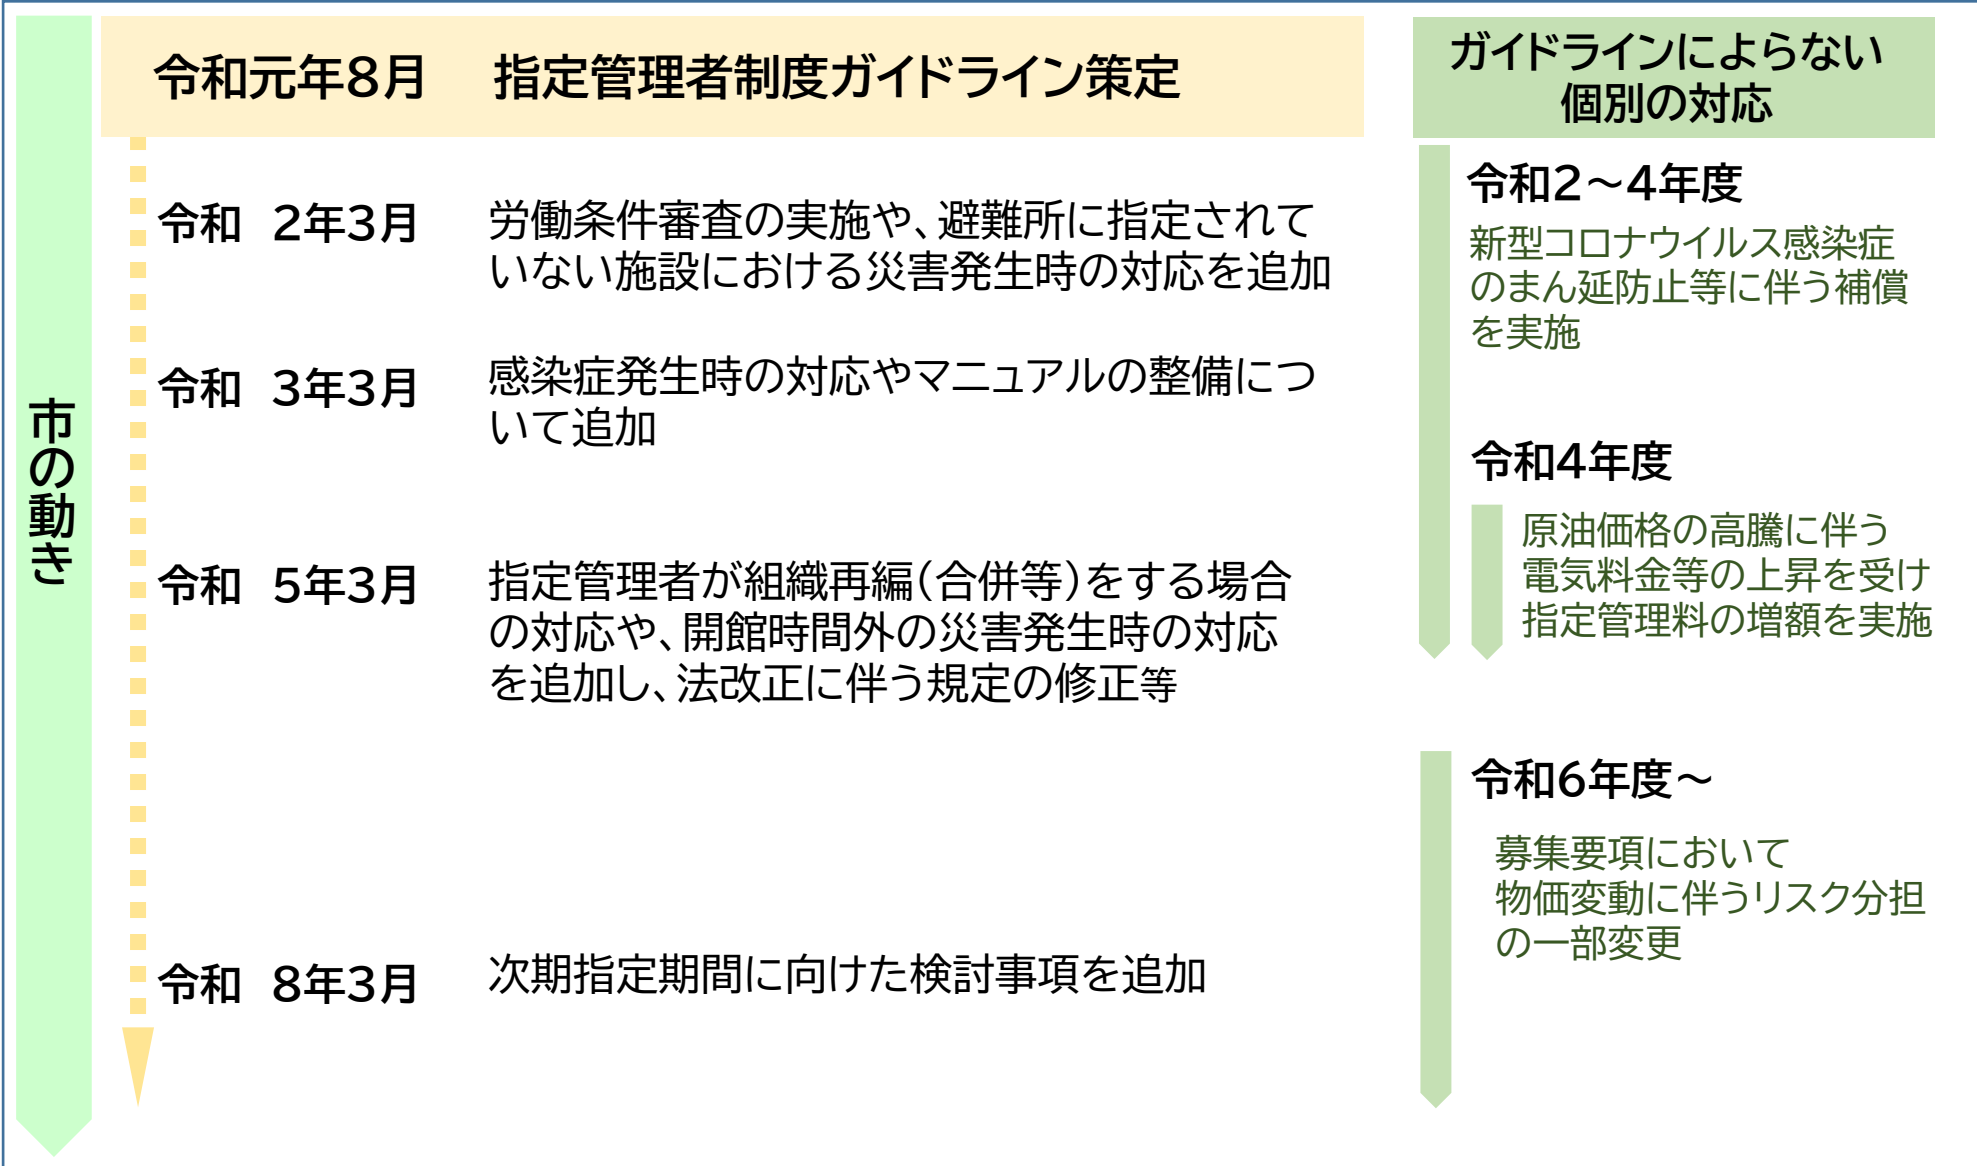 市の動き
令和元年8月　指定管理者制度ガイドライン策定
令和　2年3月
労働条件審査の実施や、避難所に指定されて
いない施設における災害発生時の対応を追加
令和　3年3月
感染症発生時の対応やマニュアルの整備につ
いて追加
令和　5年3月
指定管理者が組織再編(合併等)をする場合
の対応や、開館時間外の災害発生時の対応
を追加し、法改正に伴う規定の修正等
令和　8年3月
次期指定期間に向けた検討事項を追加
ガイドラインによらない
個別の対応
令和2～4年度
新型コロナウイルス感染症
のまん延防止等に伴う補償
を実施
令和4年度
原油価格の高騰に伴う
電気料金等の上昇を受け
指定管理料の増額を実施
令和6年度～
募集要項において
物価変動に伴うリスク分担
の一部変更